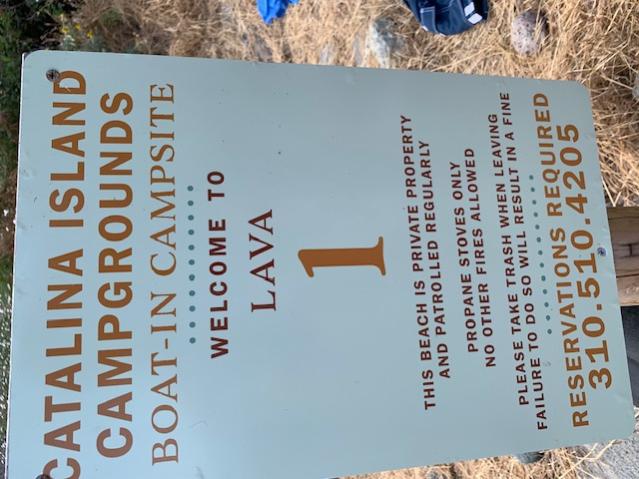 CATALINA ISLAND
CAMPGROUNDS
BOAT-IN CAMPSITE
WELCOME TO
LAVA
1
THIS BEACH IS PRIVATE PROPERTY
AND PATROLLED REGULARLY
PROPANE STOVES ONLY
NO OTHER FIRES ALLOWED
PLEASE TAKE TRASH WHEN LEAVING
FAILURE TO DO SO WILL RESULT IN A FINE
RESERVATIONS REQUIRED
310.510.4205